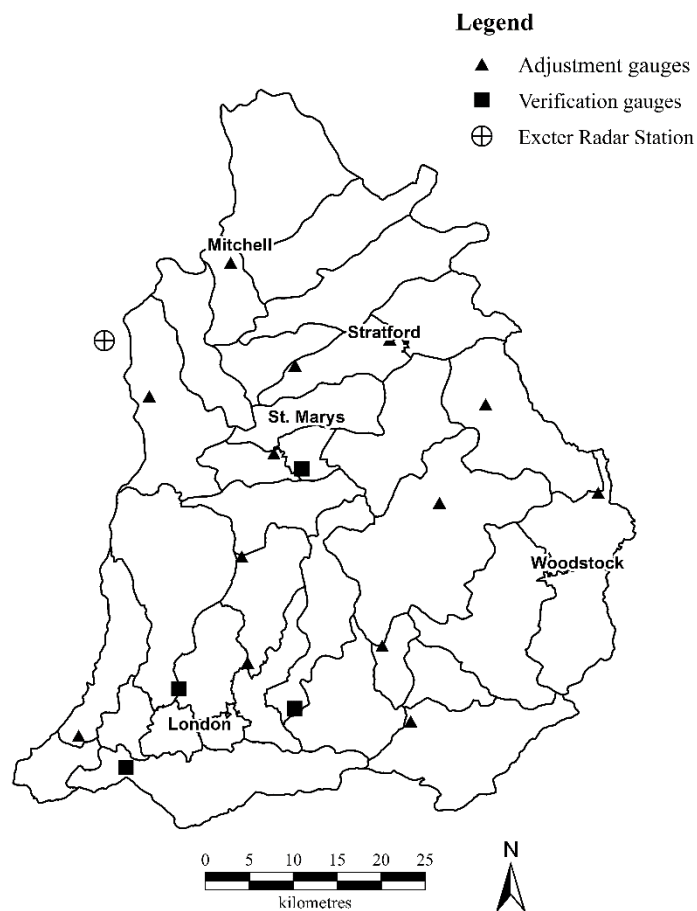 Legend
Adjustment gauges
Verification gauges
Exeter Radar Station
Mitchell
Stratford
St. Marys
Woodstock
London
0 5 10 15 20 25
kilometres
N